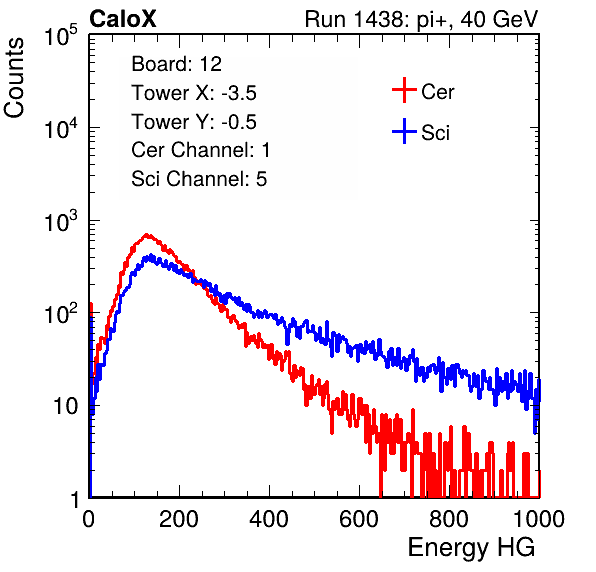 CaloX Run 1438: pi+, 40 GeV
Board: 12
Tower X: -3.5
Tower Y: -0.5
Cer Channel: 1
Sci Channel: 5
Cer
Sci
Counts
10^5
10^4
10^3
10^2
10
1
0 200 400 600 800 1000
Energy HG